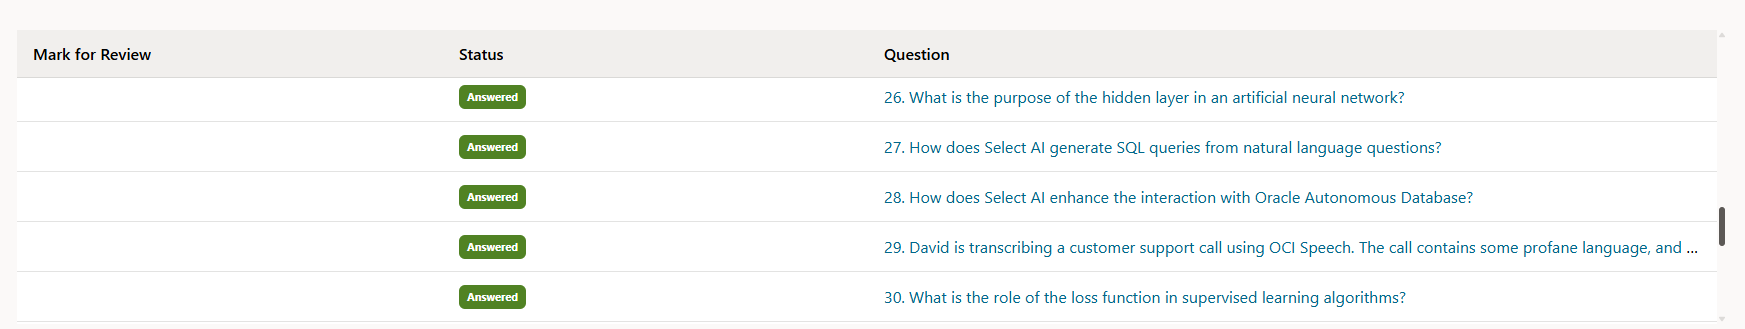 Mark for Review Status Question
Answered 26. What is the purpose of the hidden layer in an artificial neural network?
Answered 27. How does Select AI generate SQL queries from natural language questions?
Answered 28. How does Select AI enhance the interaction with Oracle Autonomous Database?
Answered 29. David is transcribing a customer support call using OCI Speech. The call contains some profane language, and ...
Answered 30. What is the role of the loss function in supervised learning algorithms?